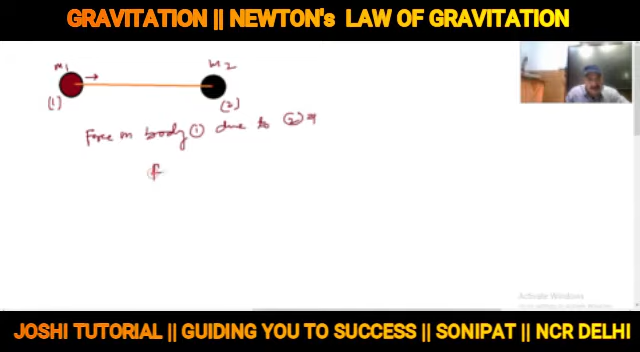 GRAVITATION || NEWTON's LAW OF GRAVITATION
m1 → m2
(1) (2)
Force on body ① due to ② ⇒
F
Activate Windows
JOSHI TUTORIAL || GUIDING YOU TO SUCCESS || SONIPAT || NCR DELHI